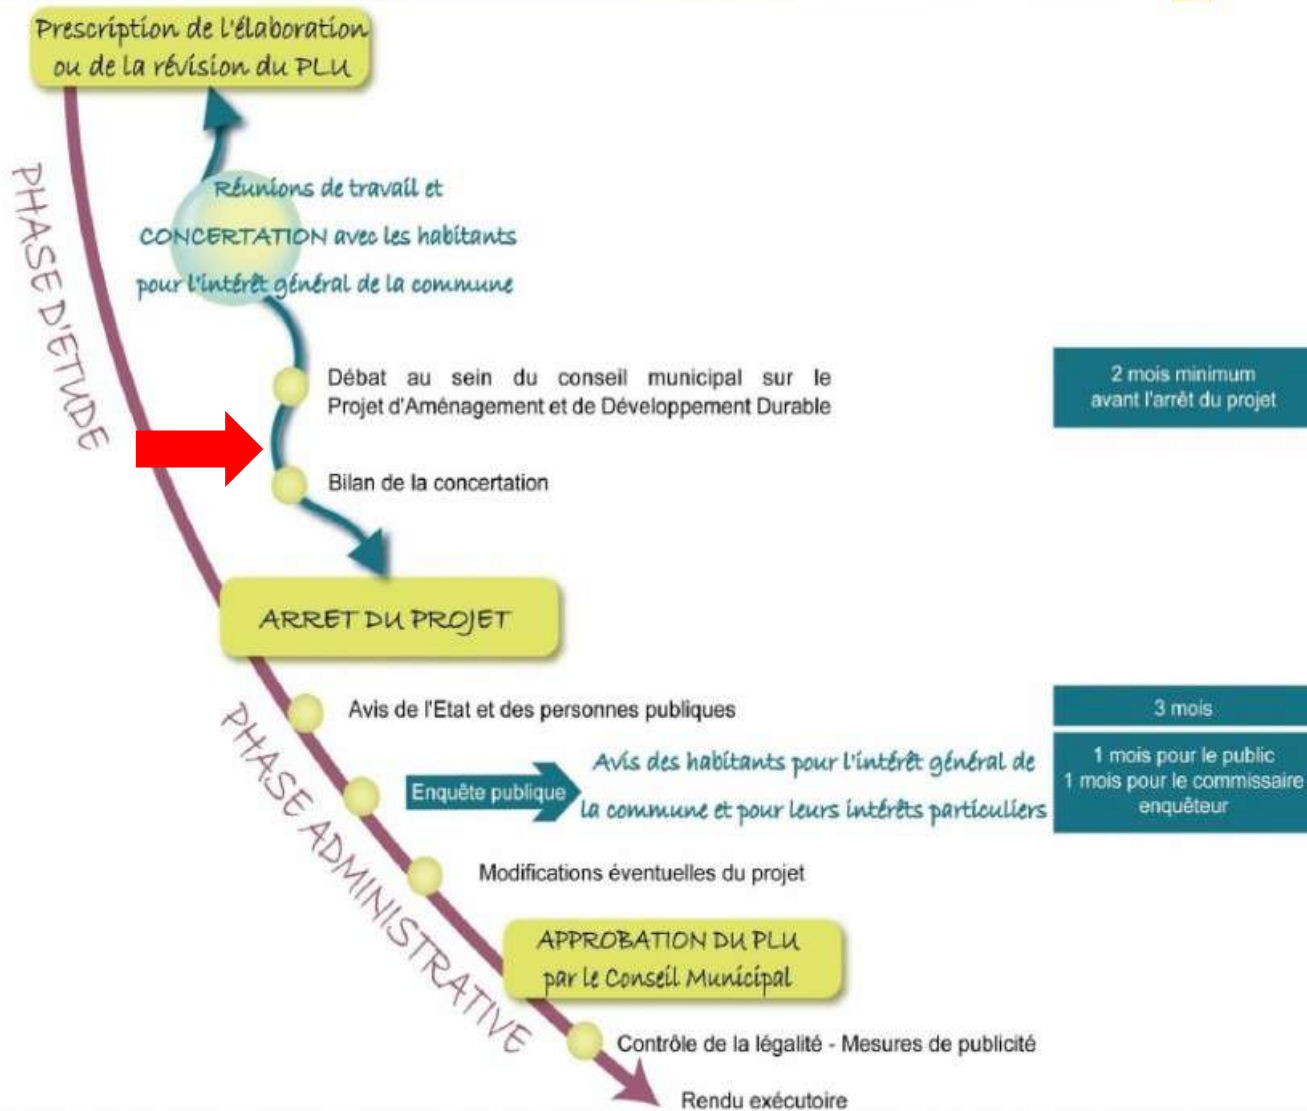 Prescription de l'élaboration
ou de la révision du PLU
PHASE D'ETUDE
Réunions de travail et
CONCERTATION avec les habitants
pour l'intérêt général de la commune
Débat au sein du conseil municipal sur le
Projet d'Aménagement et de Développement Durable
2 mois minimum
avant l'arrêt du projet
Bilan de la concertation
ARRET DU PROJET
PHASE ADMINISTRATIVE
Avis de l'Etat et des personnes publiques
3 mois
Enquête publique
Avis des habitants pour l'intérêt général de
la commune et pour leurs intérêts particuliers
1 mois pour le public
1 mois pour le commissaire
enquêteur
Modifications éventuelles du projet
APPROBATION DU PLU
par le Conseil Municipal
Contrôle de la légalité - Mesures de publicité
Rendu exécutoire